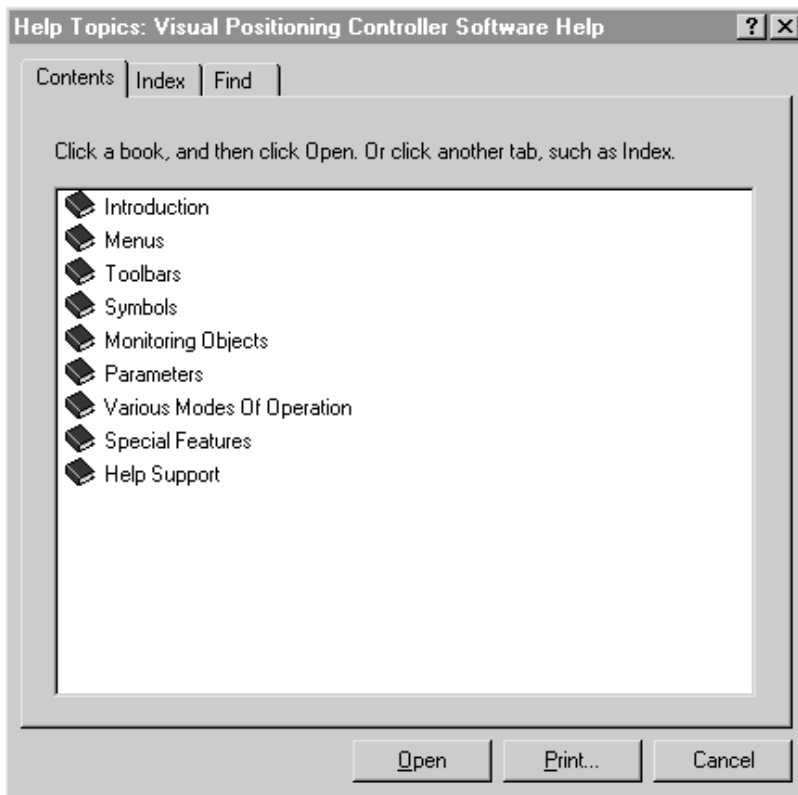 Help Topics: Visual Positioning Controller Software Help
Contents Index Find
Click a book, and then click Open. Or click another tab, such as Index.
Introduction
Menus
Toolbars
Symbols
Monitoring Objects
Parameters
Various Modes Of Operation
Special Features
Help Support
Open Print... Cancel